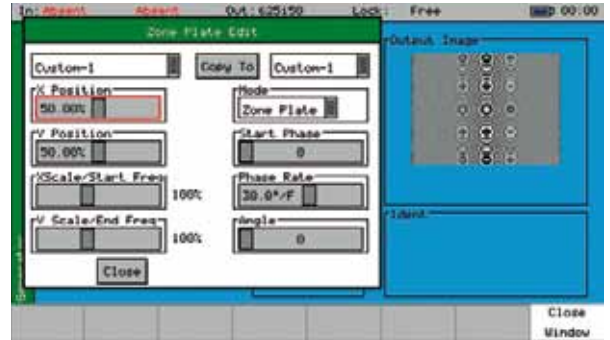 In: Absent Absent Out: 625i50 Lock: Free 00:00
Zone Plate Edit
Custom-1 Copy To Custom-1
X Position
50.00%
Mode
Zone Plate
Y Position
50.00%
Start Phase
0
XScale/Start Freq
100%
Phase Rate
30.0°/F
Y Scale/End Freq
100%
Angle
0
Close
Output Image
Ident
Close
Window